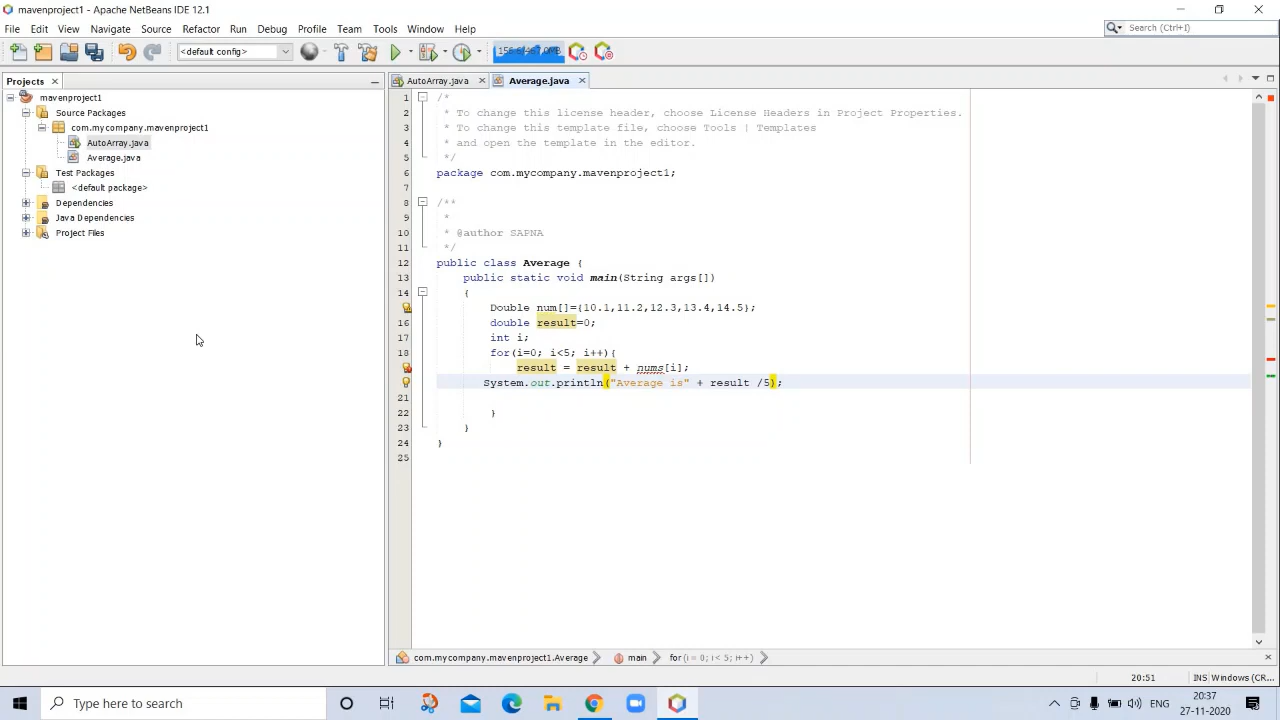 mavenproject1 - Apache NetBeans IDE 12.1
File Edit View Navigate Source Refactor Run Debug Profile Team Tools Window Help
Search (Ctrl+I)
<default config>
Projects
AutoArray.java
Average.java
mavenproject1
Source Packages
com.mycompany.mavenproject1
AutoArray.java
Average.java
Test Packages
<default package>
Dependencies
Java Dependencies
Project Files
1 /*
2 * To change this license header, choose License Headers in Project Properties.
3 * To change this template file, choose Tools | Templates
4 * and open the template in the editor.
5 */
6 package com.mycompany.mavenproject1;
7
8 /**
9 *
10 * @author SAPNA
11 */
12 public class Average {
13 public static void main(String args[])
14 {
Double num[]={10.1,11.2,12.3,13.4,14.5};
16 double result=0;
17 int i;
18 for(i=0; i<5; i++){
result = result + nums[i];
System.out.println("Average is" + result /5);
21
22 }
23 }
24 }
25
com.mycompany.mavenproject1.Average
main
for (i = 0; i < 5; i++)
20:51
INS
Windows (CR...
Type here to search
ENG
20:37
27-11-2020